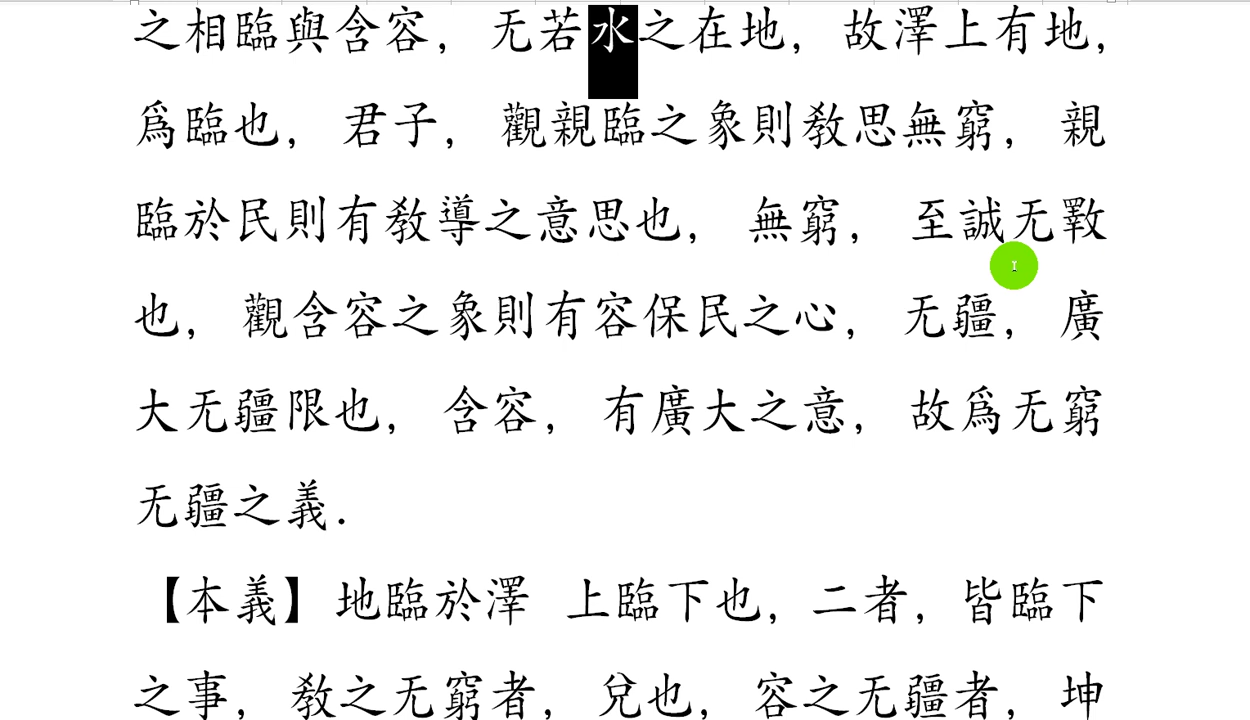 之相臨與含容, 无若水之在地, 故澤上有地,
爲臨也, 君子, 觀親臨之象則敎思無窮, 親
臨於民則有敎導之意思也, 無窮, 至誠无斁
也, 觀含容之象則有容保民之心, 无疆, 廣
大无疆限也, 含容, 有廣大之意, 故爲无窮
无疆之義.
【本義】 地臨於澤 上臨下也, 二者, 皆臨下
之事, 敎之无窮者, 兌也, 容之无疆者, 坤